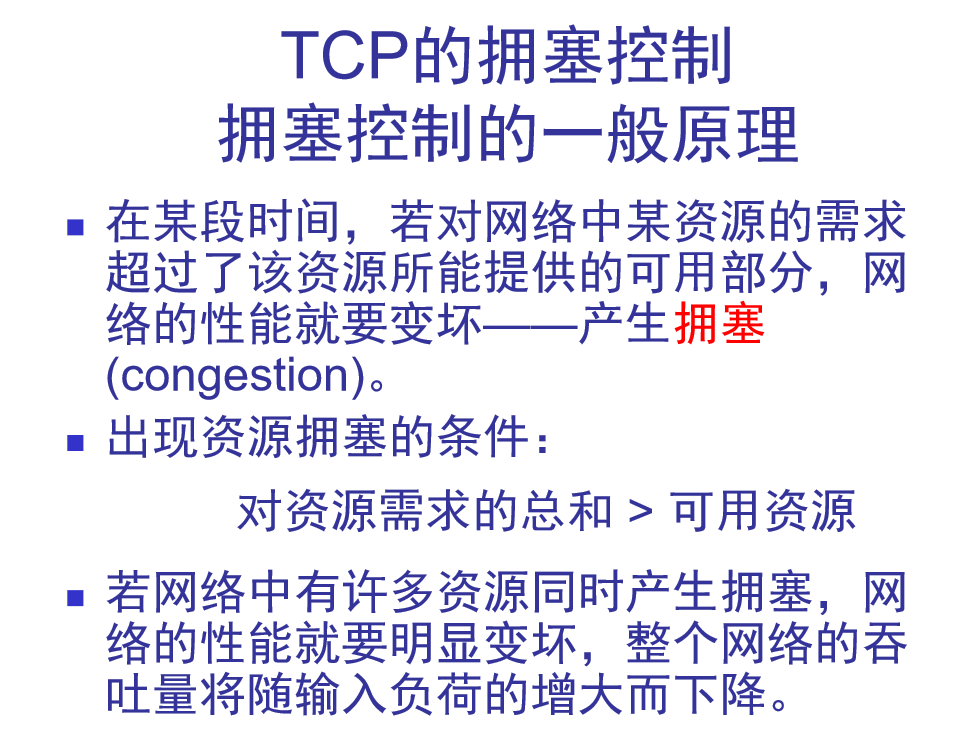 TCP的拥塞控制
拥塞控制的一般原理
在某段时间，若对网络中某资源的需求
超过了该资源所能提供的可用部分，网
络的性能就要变坏——产生拥塞
(congestion)。
出现资源拥塞的条件：
对资源需求的总和 > 可用资源
若网络中有许多资源同时产生拥塞，网
络的性能就要明显变坏，整个网络的吞
吐量将随输入负荷的增大而下降。